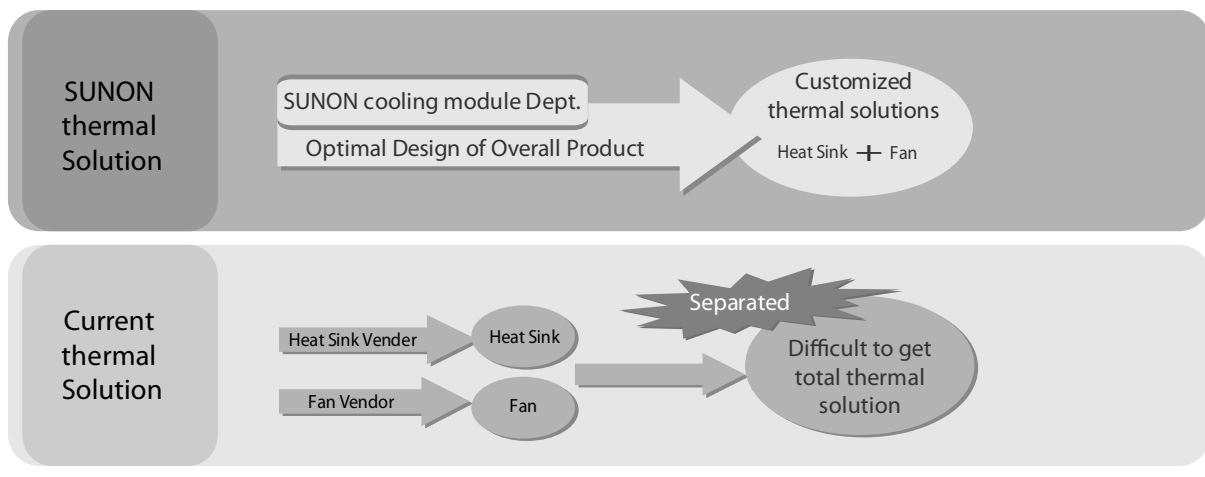 SUNON
thermal
Solution
SUNON cooling module Dept.
Optimal Design of Overall Product
Customized
thermal solutions
Heat Sink + Fan
Current
thermal
Solution
Heat Sink Vender
Heat Sink
Fan Vendor
Fan
Separated
Difficult to get
total thermal
solution